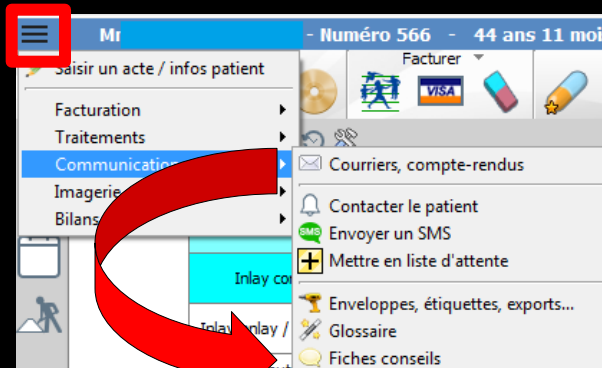 Mr - Numéro 566 - 44 ans 11 moi
Saisir un acte / infos patient
Facturer
VISA
Facturation
Traitements
Communication
Courriers, compte-rendus
Imagerie
Bilans
Contacter le patient
SMS Envoyer un SMS
Mettre en liste d'attente
Inlay
Enveloppes, étiquettes, exports...
Glossaire
Fiches conseils